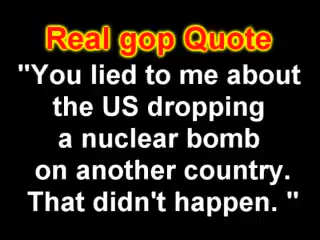 Real gop Quote
"You lied to me about
the US dropping
a nuclear bomb
on another country.
That didn't happen. "